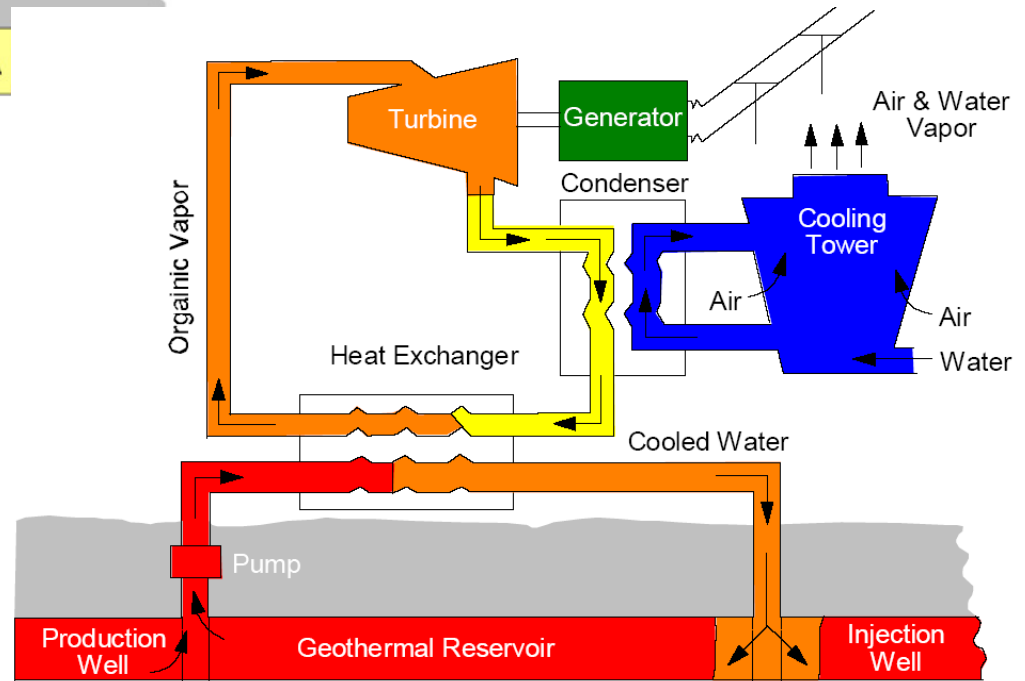 Turbine
Generator
Air & Water
Vapor
Condenser
Cooling
Tower
Orgainic Vapor
Air
Air
Heat Exchanger
Water
Cooled Water
Pump
Production
Well
Geothermal Reservoir
Injection
Well